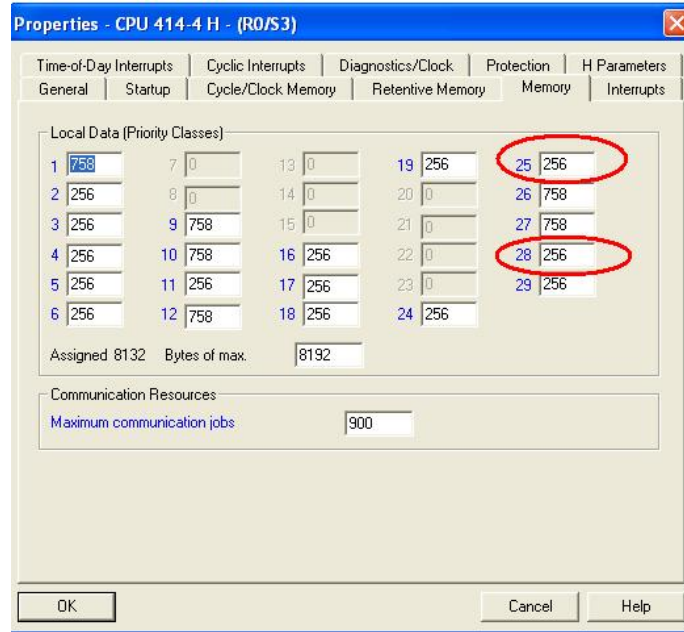 Properties - CPU 414-4 H - (R0/S3)
Time-of-Day Interrupts Cyclic Interrupts Diagnostics/Clock Protection H Parameters
General Startup Cycle/Clock Memory Retentive Memory Memory Interrupts
Local Data (Priority Classes)
1 758 7 0 13 0 19 256 25 256
2 256 8 0 14 0 20 0 26 758
3 256 9 758 15 0 21 0 27 758
4 256 10 758 16 256 22 0 28 256
5 256 11 256 17 256 23 0 29 256
6 256 12 758 18 256 24 256
Assigned 8132 Bytes of max. 8192
Communication Resources
Maximum communication jobs 900
OK Cancel Help